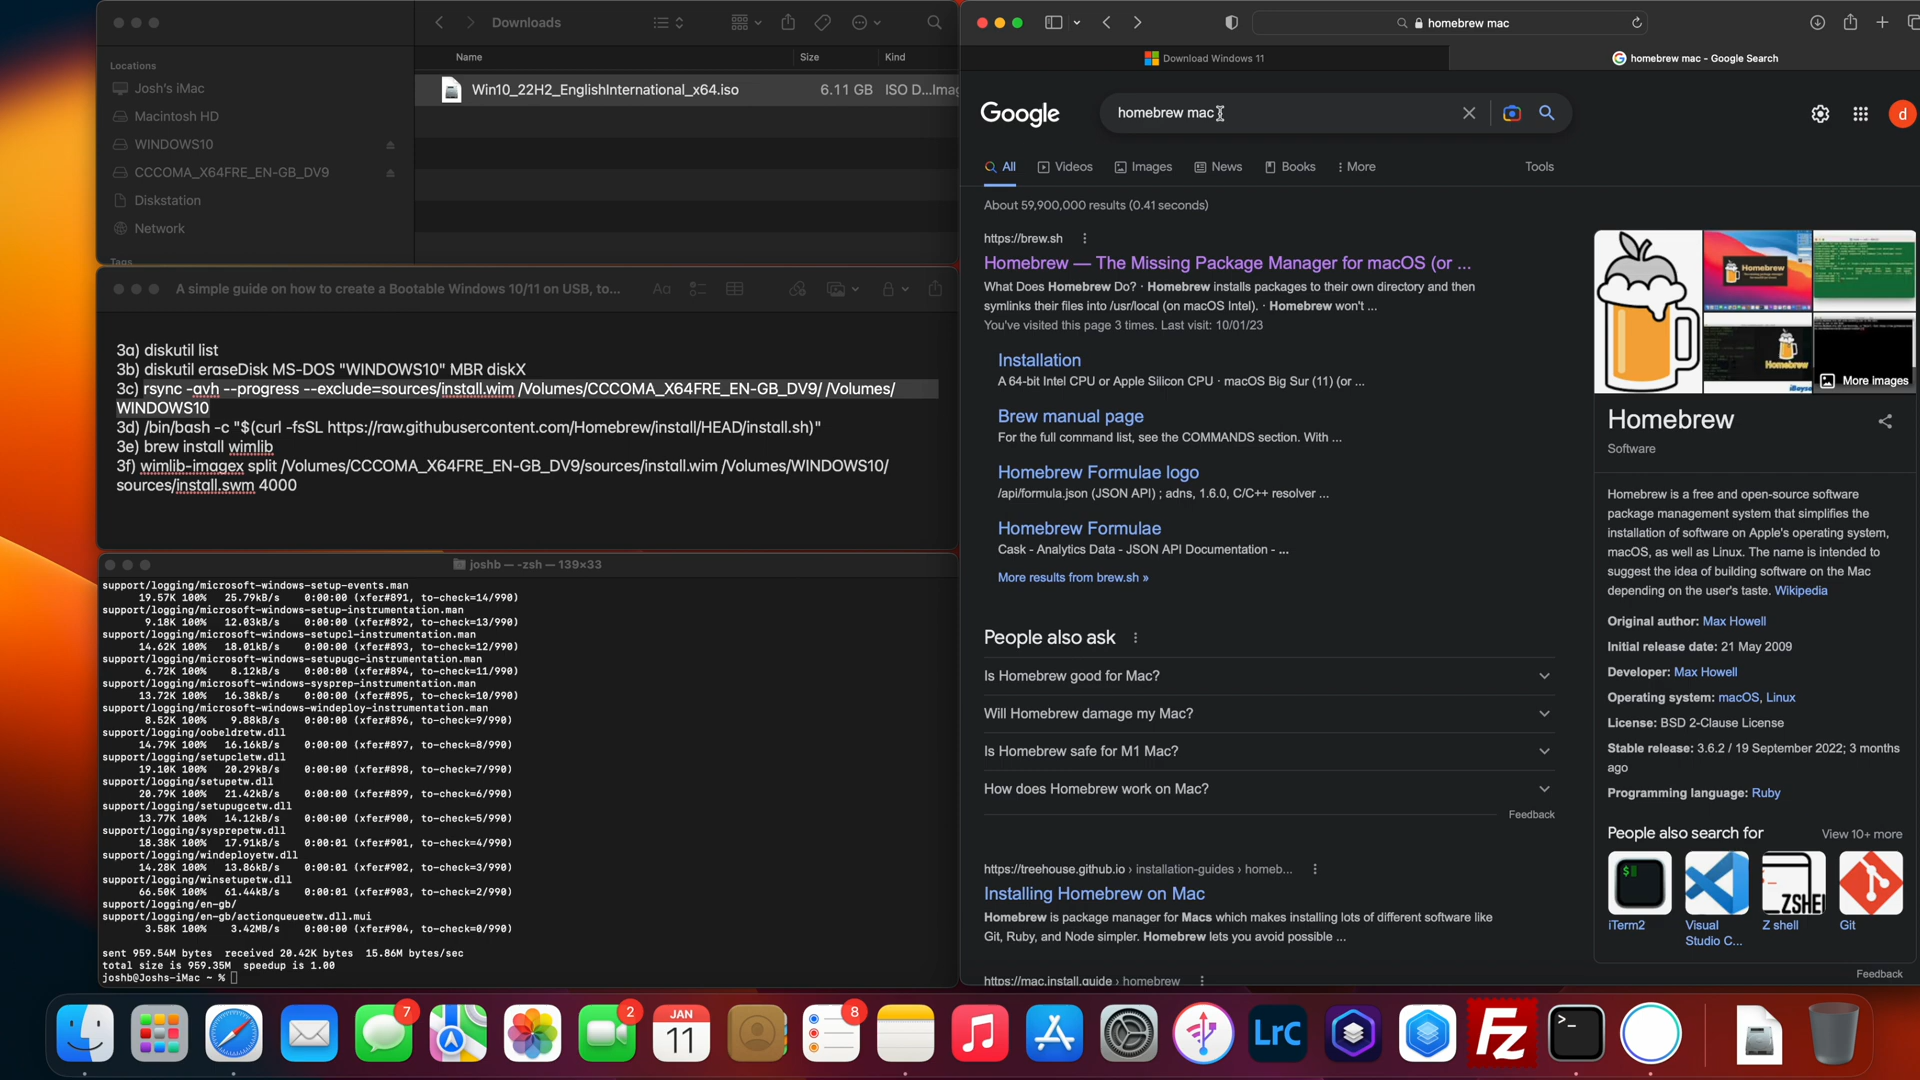 Downloads
Locations
Josh's iMac
Macintosh HD
WINDOWS10
CCCOMA_X64FRE_EN-GB_DV9
Diskstation
Network
Tags
Name Size Kind
Win10_22H2_EnglishInternational_x64.iso 6.11 GB ISO D...Imag
A simple guide on how to create a Bootable Windows 10/11 on USB, to...
Aa
3a) diskutil list
3b) diskutil eraseDisk MS-DOS "WINDOWS10" MBR diskX
3c) rsync -avh --progress --exclude=sources/install.wim /Volumes/CCCOMA_X64FRE_EN-GB_DV9/ /Volumes/
WINDOWS10
3d) /bin/bash -c "$(curl -fsSL https://raw.githubusercontent.com/Homebrew/install/HEAD/install.sh)"
3e) brew install wimlib
3f) wimlib-imagex split /Volumes/CCCOMA_X64FRE_EN-GB_DV9/sources/install.wim /Volumes/WINDOWS10/
sources/install.swm 4000
joshb — -zsh — 139×33
support/logging/microsoft-windows-setup-events.man
19.57K 100% 25.79kB/s 0:00:00 (xfer#891, to-check=14/990)
support/logging/microsoft-windows-setup-instrumentation.man
9.18K 100% 12.03kB/s 0:00:00 (xfer#892, to-check=13/990)
support/logging/microsoft-windows-setupcl-instrumentation.man
14.62K 100% 18.01kB/s 0:00:00 (xfer#893, to-check=12/990)
support/logging/microsoft-windows-setupugc-instrumentation.man
6.72K 100% 8.12kB/s 0:00:00 (xfer#894, to-check=11/990)
support/logging/microsoft-windows-sysprep-instrumentation.man
13.72K 100% 16.38kB/s 0:00:00 (xfer#895, to-check=10/990)
support/logging/microsoft-windows-windeploy-instrumentation.man
8.52K 100% 9.88kB/s 0:00:00 (xfer#896, to-check=9/990)
support/logging/oobeldretw.dll
14.79K 100% 16.16kB/s 0:00:00 (xfer#897, to-check=8/990)
support/logging/setupcletw.dll
19.10K 100% 20.29kB/s 0:00:00 (xfer#898, to-check=7/990)
support/logging/setupetw.dll
20.79K 100% 21.42kB/s 0:00:00 (xfer#899, to-check=6/990)
support/logging/setupugcetw.dll
13.77K 100% 14.12kB/s 0:00:00 (xfer#900, to-check=5/990)
support/logging/sysprepetw.dll
18.38K 100% 17.91kB/s 0:00:01 (xfer#901, to-check=4/990)
support/logging/windeployetw.dll
14.28K 100% 13.86kB/s 0:00:01 (xfer#902, to-check=3/990)
support/logging/winsetupetw.dll
66.50K 100% 61.44kB/s 0:00:01 (xfer#903, to-check=2/990)
support/logging/en-gb/
support/logging/en-gb/actionqueueetw.dll.mui
3.58K 100% 3.42MB/s 0:00:00 (xfer#904, to-check=0/990)
sent 959.54M bytes received 20.42K bytes 15.86M bytes/sec
total size is 959.35M speedup is 1.00
joshb@Joshs-iMac ~ %
homebrew mac
Download Windows 11
homebrew mac - Google Search
Google
homebrew mac
d
All Videos Images News Books More Tools
About 59,900,000 results (0.41 seconds)
https://brew.sh
Homebrew — The Missing Package Manager for macOS (or ...
What Does Homebrew Do? · Homebrew installs packages to their own directory and then
symlinks their files into /usr/local (on macOS Intel). · Homebrew won't ...
You've visited this page 3 times. Last visit: 10/01/23
Installation
A 64-bit Intel CPU or Apple Silicon CPU · macOS Big Sur (11) (or ...
Brew manual page
For the full command list, see the COMMANDS section. With ...
Homebrew Formulae logo
/api/formula.json (JSON API) ; adns, 1.6.0, C/C++ resolver ...
Homebrew Formulae
Cask - Analytics Data - JSON API Documentation - ...
More results from brew.sh »
People also ask
Is Homebrew good for Mac?
Will Homebrew damage my Mac?
Is Homebrew safe for M1 Mac?
How does Homebrew work on Mac?
Feedback
https://treehouse.github.io › installation-guides › homeb...
Installing Homebrew on Mac
Homebrew is package manager for Macs which makes installing lots of different software like
Git, Ruby, and Node simpler. Homebrew lets you avoid possible ...
https://mac.install.guide › homebrew
More images
Homebrew
Software
Homebrew is a free and open-source software
package management system that simplifies the
installation of software on Apple's operating system,
macOS, as well as Linux. The name is intended to
suggest the idea of building software on the Mac
depending on the user's taste. Wikipedia
Original author: Max Howell
Initial release date: 21 May 2009
Developer: Max Howell
Operating system: macOS, Linux
License: BSD 2-Clause License
Stable release: 3.6.2 / 19 September 2022; 3 months
ago
Programming language: Ruby
People also search for View 10+ more
$
ZSHE
iTerm2
Visual
Studio C...
Z shell
Git
Feedback
7
2
JAN
11
8
LrC
FZ
>_